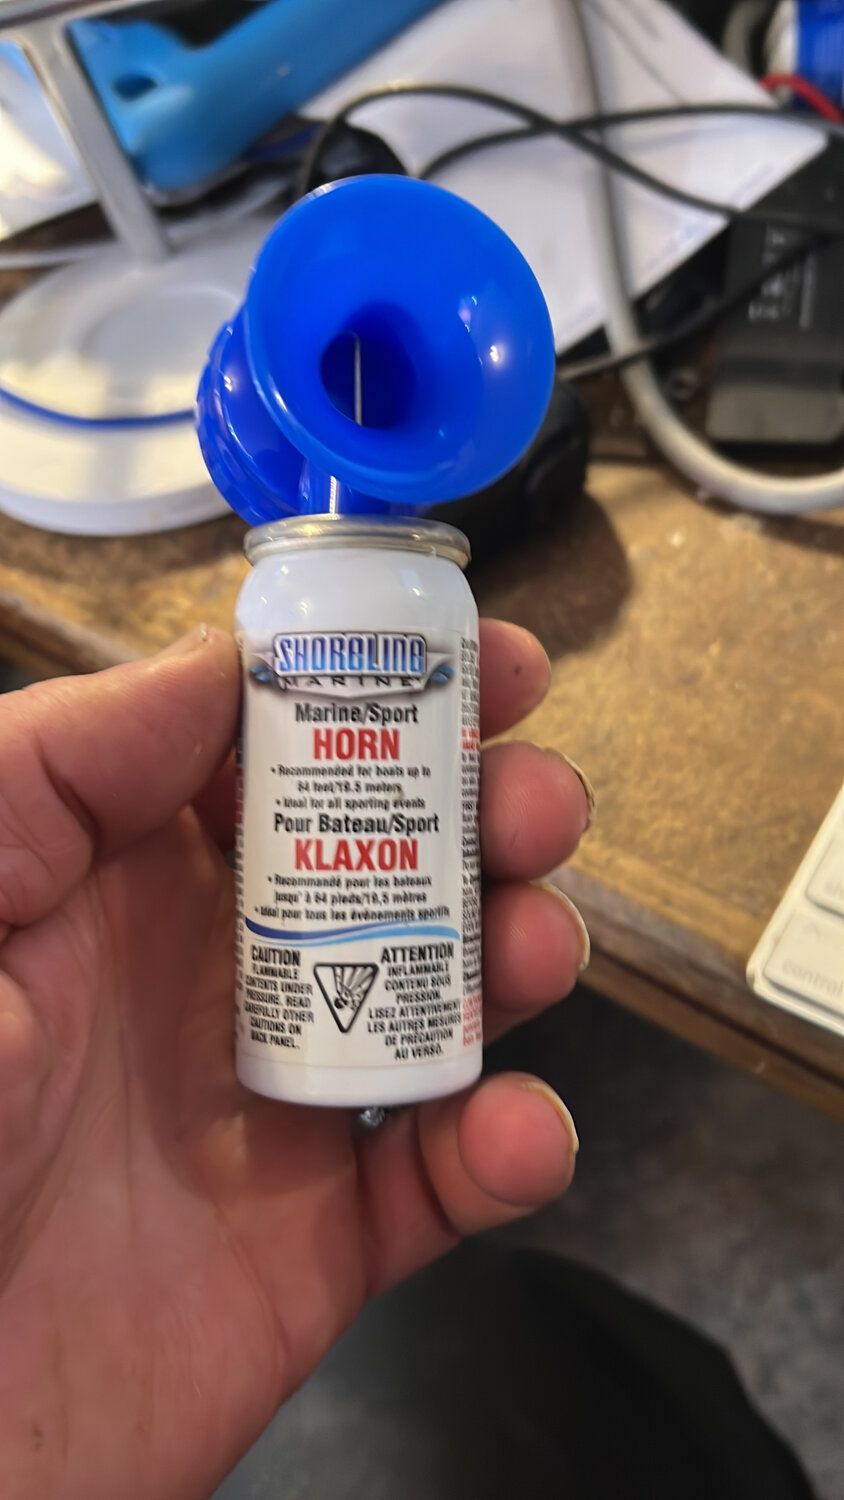 SHORELINE
MARINE
Marine/Sport
HORN
• Recommended for boats up to
64 feet/19.5 meters
• Ideal for all sporting events
Pour Bateau/Sport
KLAXON
• Recommandé pour les bateaux
jusqu' à 64 pieds/19,5 mètres
• Idéal pour tous les événements sportifs
CAUTION
FLAMMABLE
CONTENTS UNDER
PRESSURE. READ
CAREFULLY OTHER
CAUTIONS ON
BACK PANEL.
ATTENTION
INFLAMMABLE
CONTENU SOUS
PRESSION.
LISEZ ATTENTIVEMENT
LES AUTRES MESURES
DE PRÉCAUTION
AU VERSO.
control